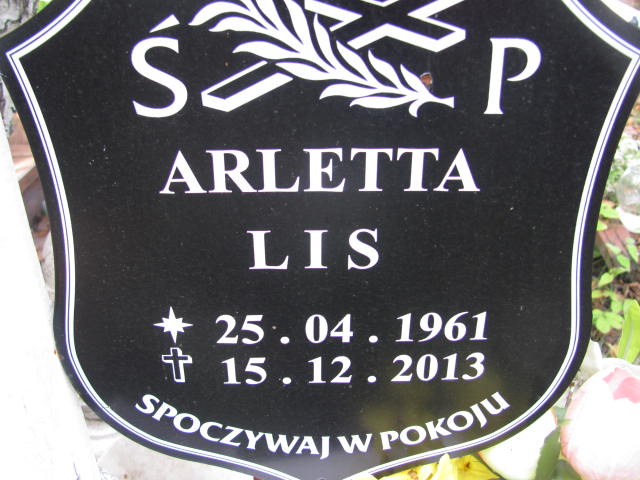 Ś P
ARLETTA
LIS
25 . 04 . 1961
15 . 12 . 2013
SPOCZYWAJ W POKOJU